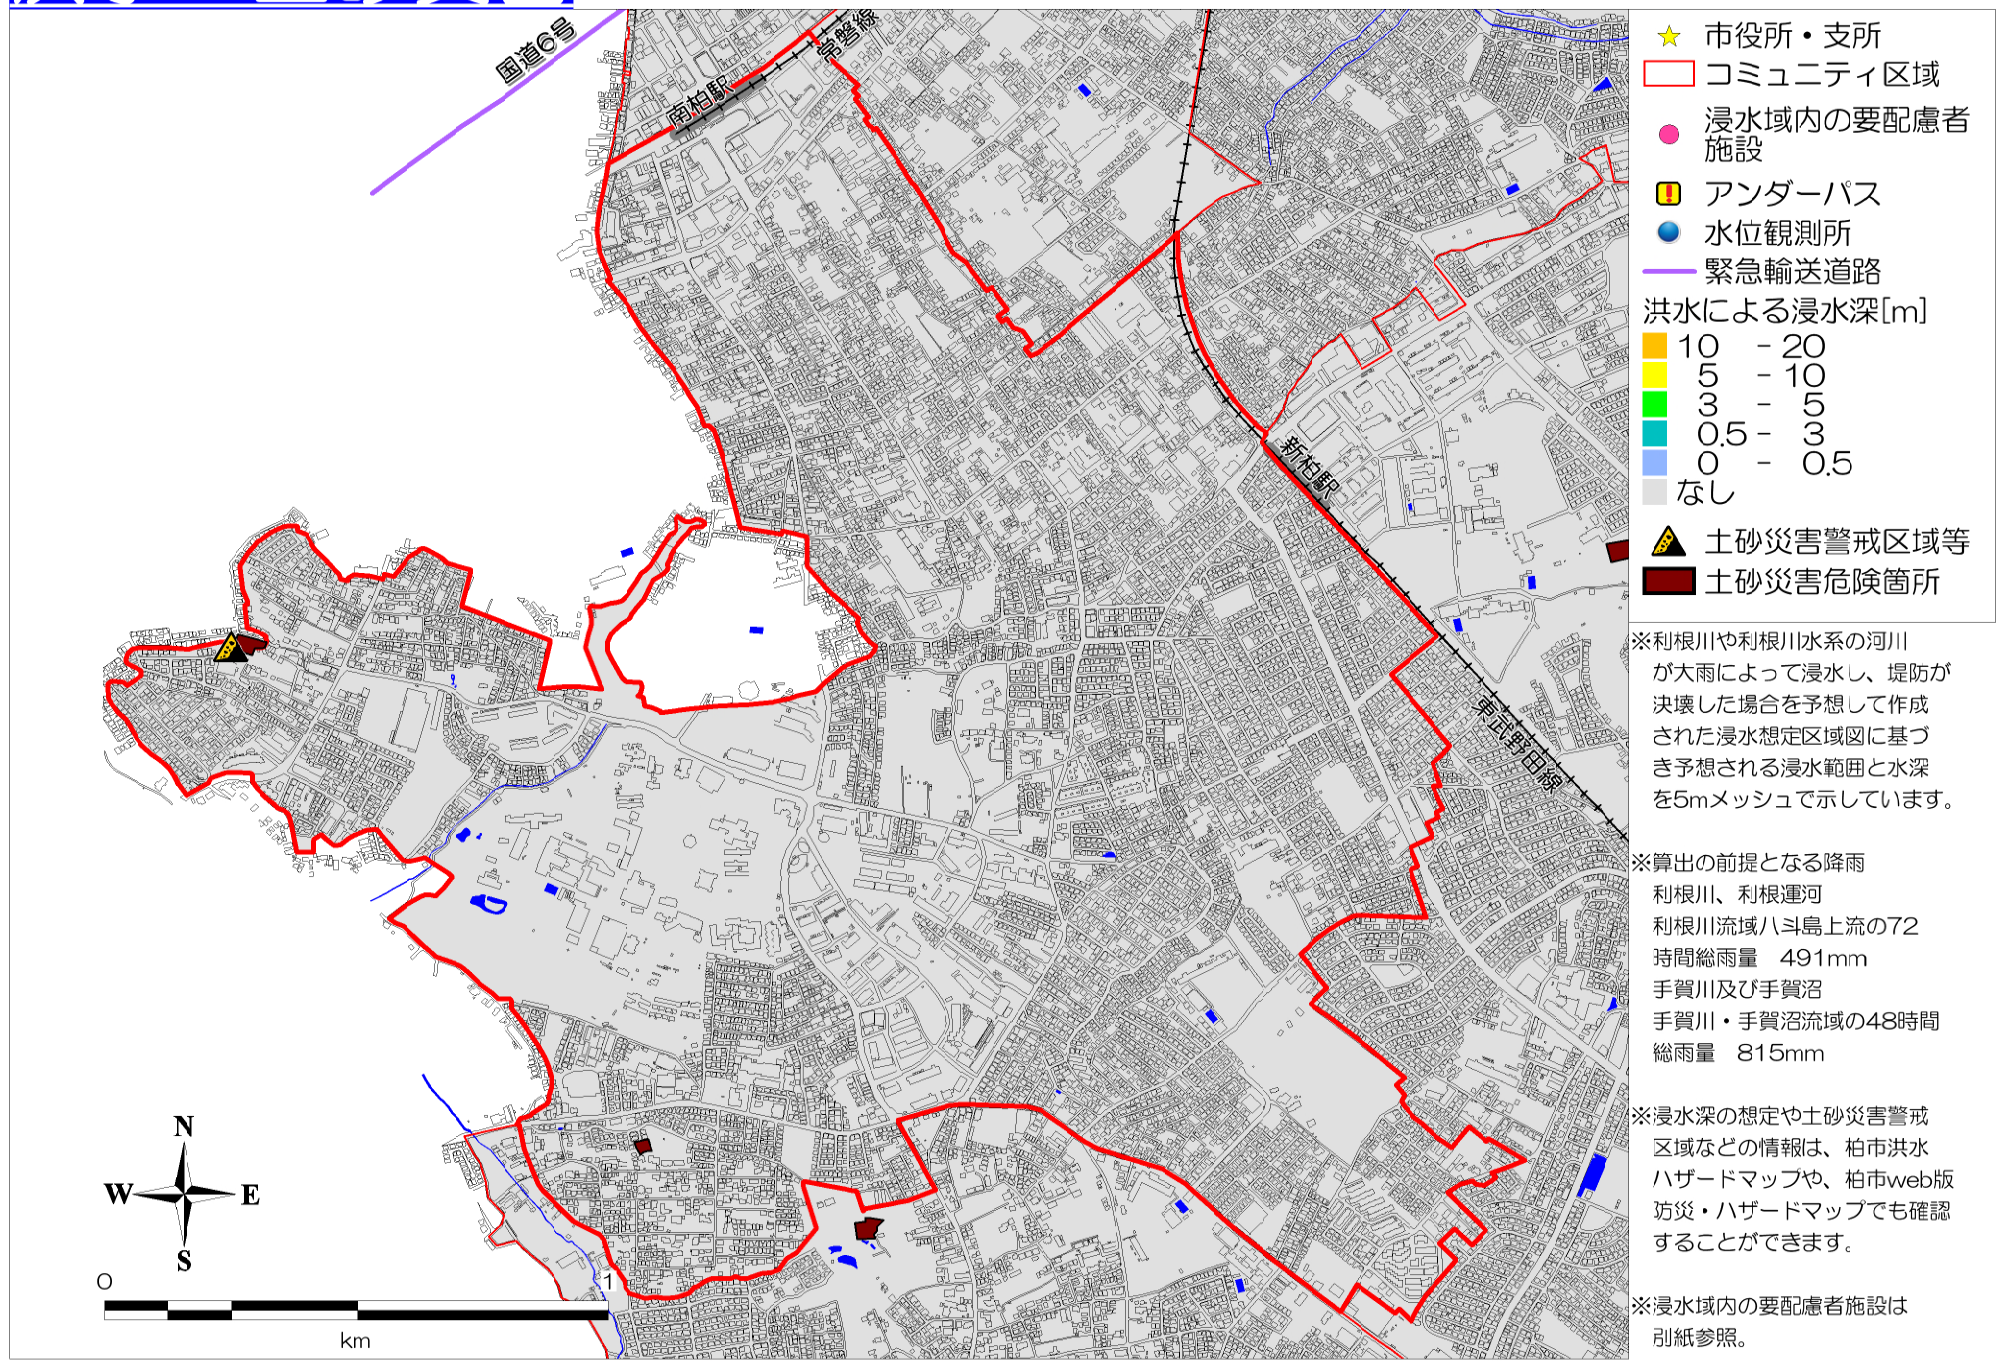 国道6号
南柏駅
常磐線
新柏駅
東武野田線
N
W
E
S
0
1
km
市役所・支所
コミュニティ区域
浸水域内の要配慮者
施設
アンダーパス
水位観測所
緊急輸送道路
洪水による浸水深[m]
10 - 20
5 - 10
3 - 5
0.5 - 3
0 - 0.5
なし
土砂災害警戒区域等
土砂災害危険箇所
※利根川や利根川水系の河川
が大雨によって浸水し、堤防が
決壊した場合を予想して作成
された浸水想定区域図に基づ
き予想される浸水範囲と水深
を5mメッシュで示しています。
※算出の前提となる降雨
利根川、利根運河
利根川流域八斗島上流の72
時間総雨量 491mm
手賀川及び手賀沼
手賀川・手賀沼流域の48時間
総雨量 815mm
※浸水深の想定や土砂災害警戒
区域などの情報は、柏市洪水
ハザードマップや、柏市web版
防災・ハザードマップでも確認
することができます。
※浸水域内の要配慮者施設は
別紙参照。